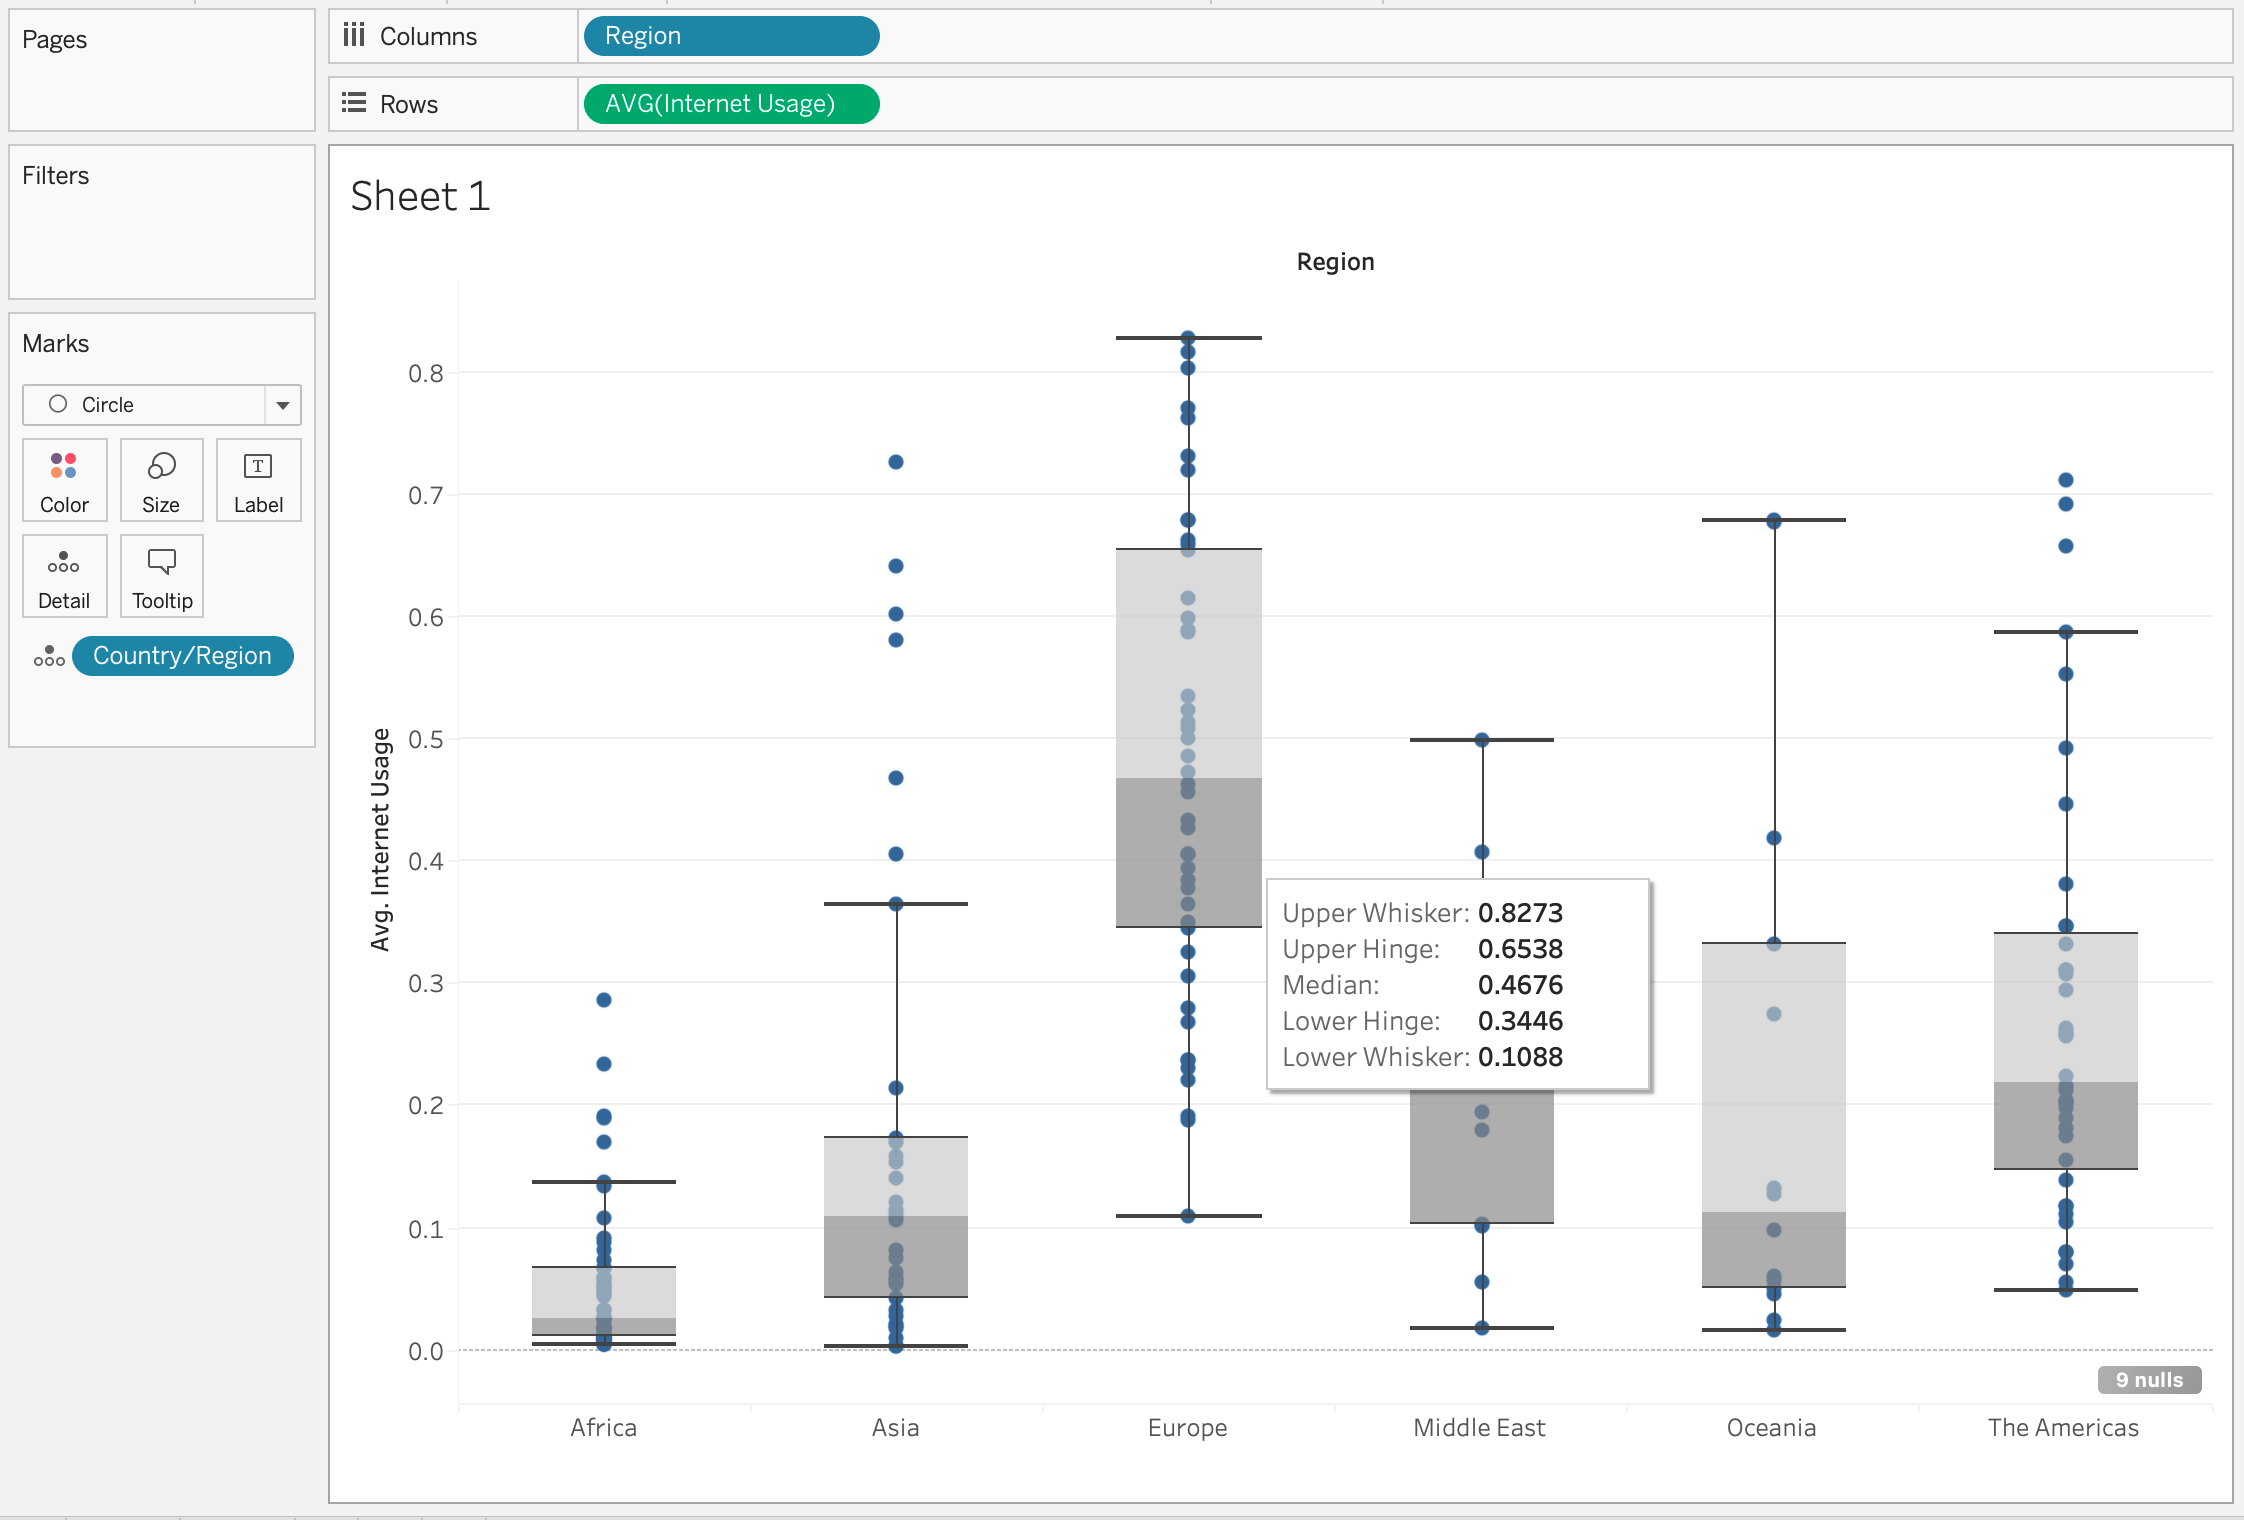 Pages
Columns
Region
Rows
AVG(Internet Usage)
Filters
Marks
Circle
Color
Size
Label
Detail
Tooltip
Country/Region
Sheet 1
Region
Avg. Internet Usage
0.8
0.7
0.6
0.5
0.4
0.3
0.2
0.1
0.0
Upper Whisker: 0.8273
Upper Hinge: 0.6538
Median: 0.4676
Lower Hinge: 0.3446
Lower Whisker: 0.1088
9 nulls
Africa
Asia
Europe
Middle East
Oceania
The Americas